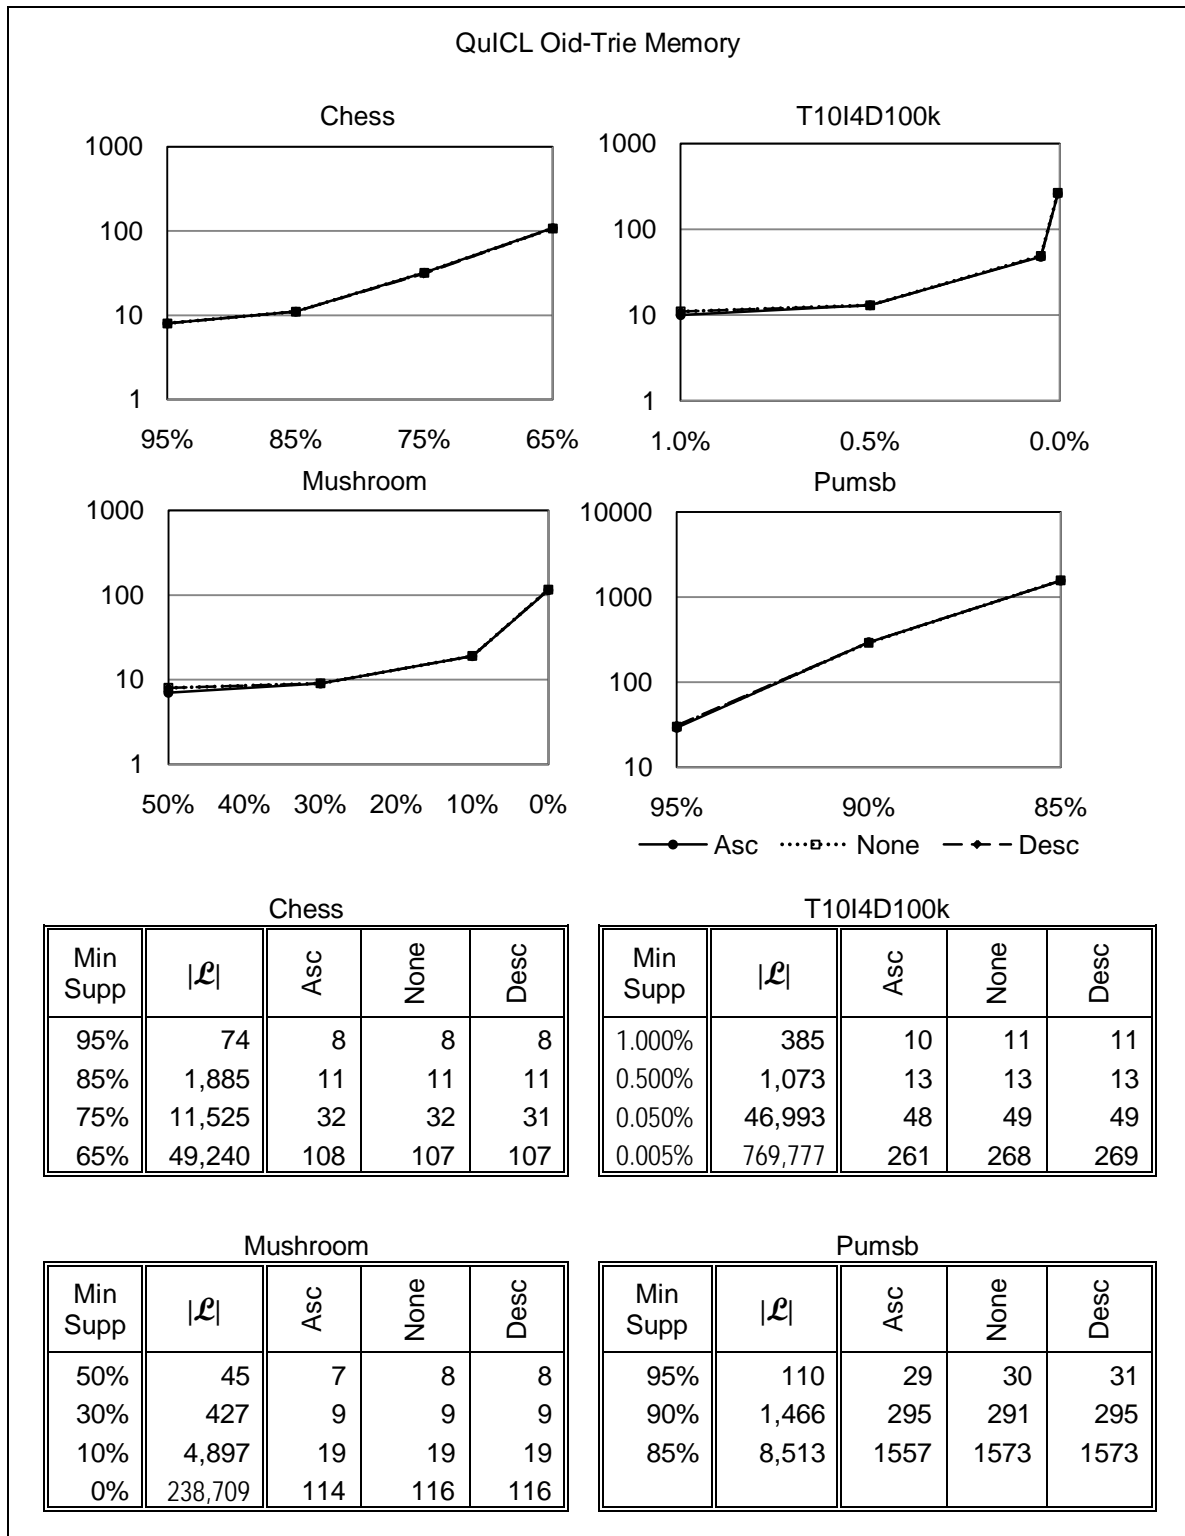 QuICL Oid-Trie Memory
Chess
1000
100
10
1
95% 85% 75% 65%
T10I4D100k
1000
100
10
1
1.0% 0.5% 0.0%
Mushroom
1000
100
10
1
50% 40% 30% 20% 10% 0%
Pumsb
10000
1000
100
10
95% 90% 85%
Asc None Desc
Chess
Min Supp |ℒ| Asc None Desc
95% 74 8 8 8
85% 1,885 11 11 11
75% 11,525 32 32 31
65% 49,240 108 107 107
T10I4D100k
Min Supp |ℒ| Asc None Desc
1.000% 385 10 11 11
0.500% 1,073 13 13 13
0.050% 46,993 48 49 49
0.005% 769,777 261 268 269
Mushroom
Min Supp |ℒ| Asc None Desc
50% 45 7 8 8
30% 427 9 9 9
10% 4,897 19 19 19
0% 238,709 114 116 116
Pumsb
Min Supp |ℒ| Asc None Desc
95% 110 29 30 31
90% 1,466 295 291 295
85% 8,513 1557 1573 1573